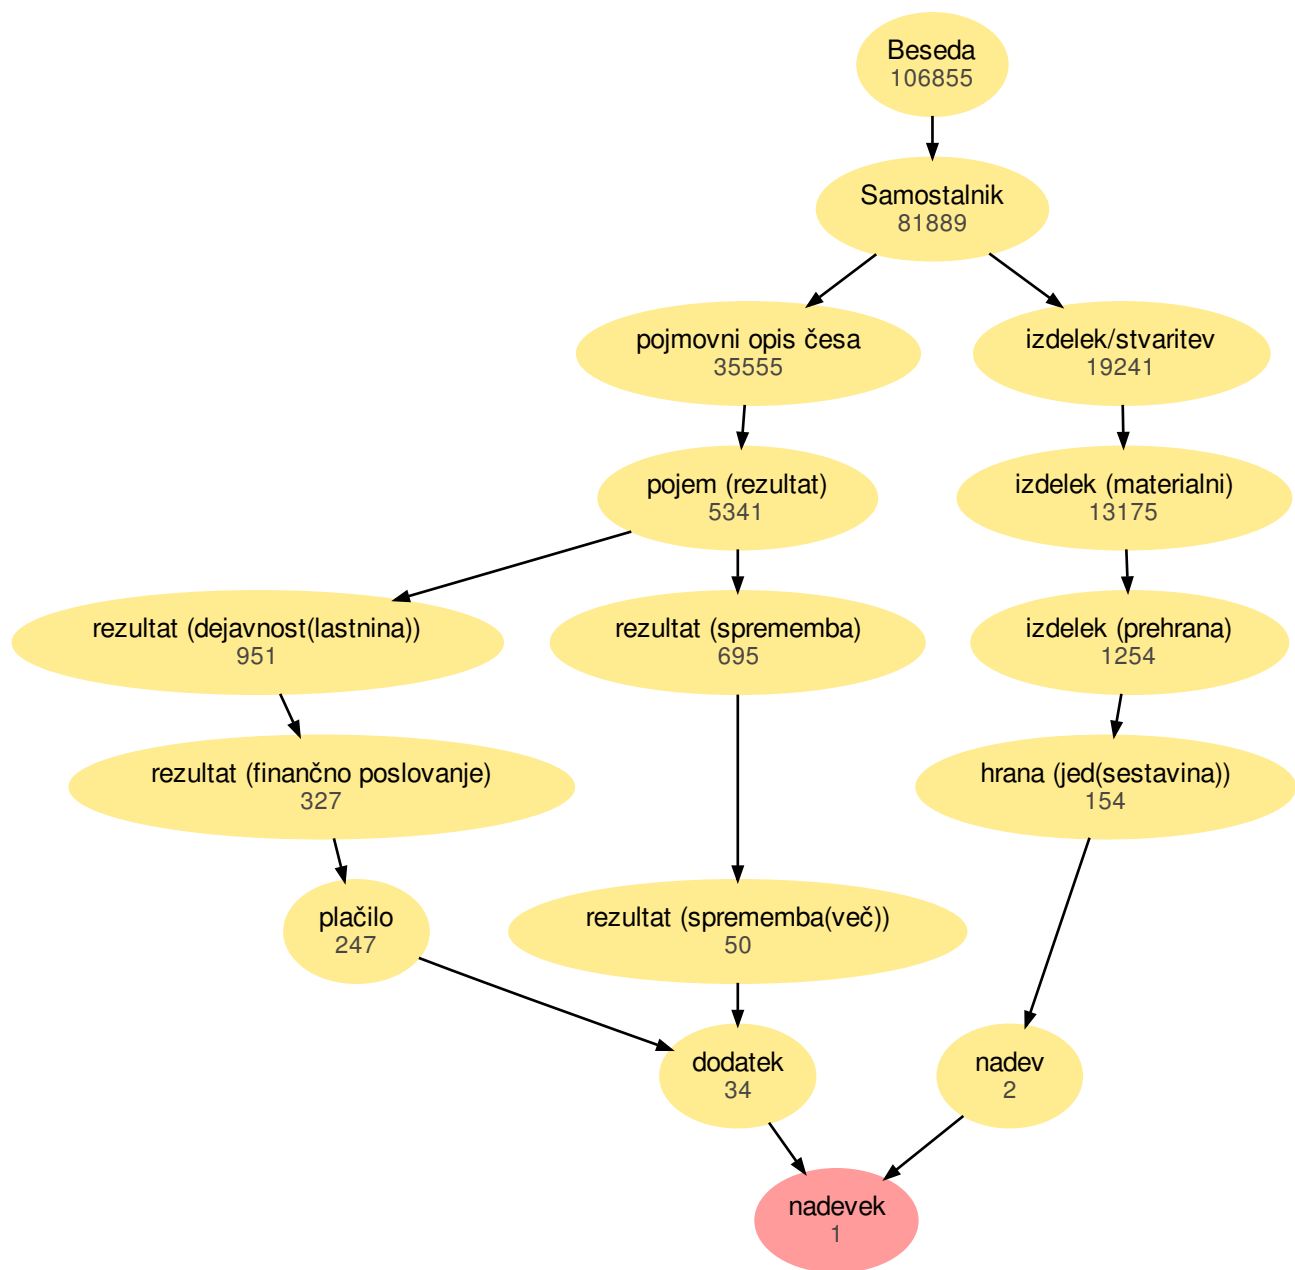 Beseda
106855
Samostalnik
81889
pojmovni opis česa
35555
izdelek/stvaritev
19241
pojem (rezultat)
5341
izdelek (materialni)
13175
rezultat (dejavnost(lastnina))
951
rezultat (sprememba)
695
izdelek (prehrana)
1254
rezultat (finančno poslovanje)
327
hrana (jed(sestavina))
154
plačilo
247
rezultat (sprememba(več))
50
dodatek
34
nadev
2
nadevek
1